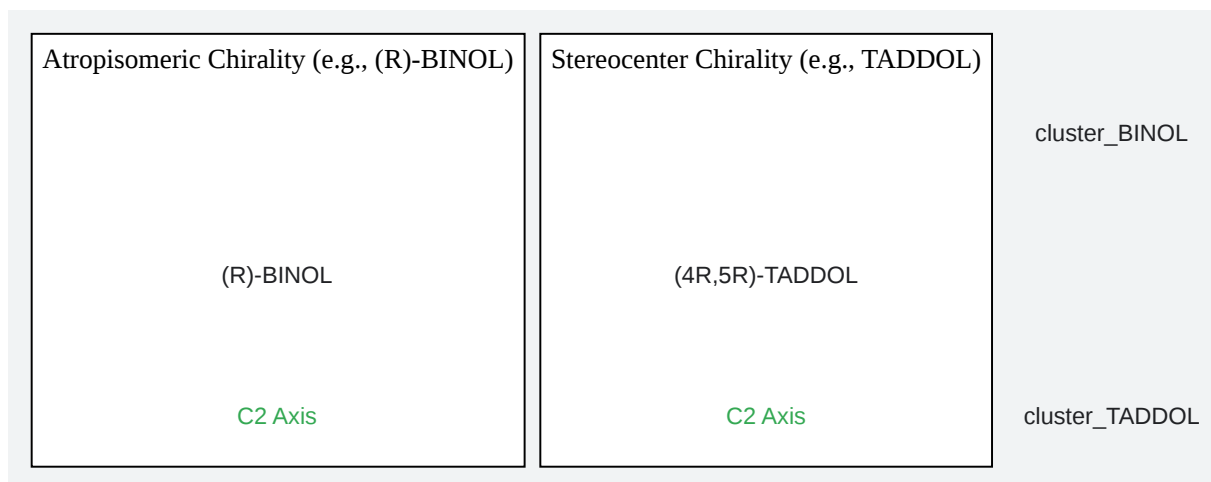 Atropisomeric Chirality (e.g., (R)-BINOL)
(R)-BINOL
C2 Axis
Stereocenter Chirality (e.g., TADDOL)
(4R,5R)-TADDOL
C2 Axis
cluster_BINOL
cluster_TADDOL